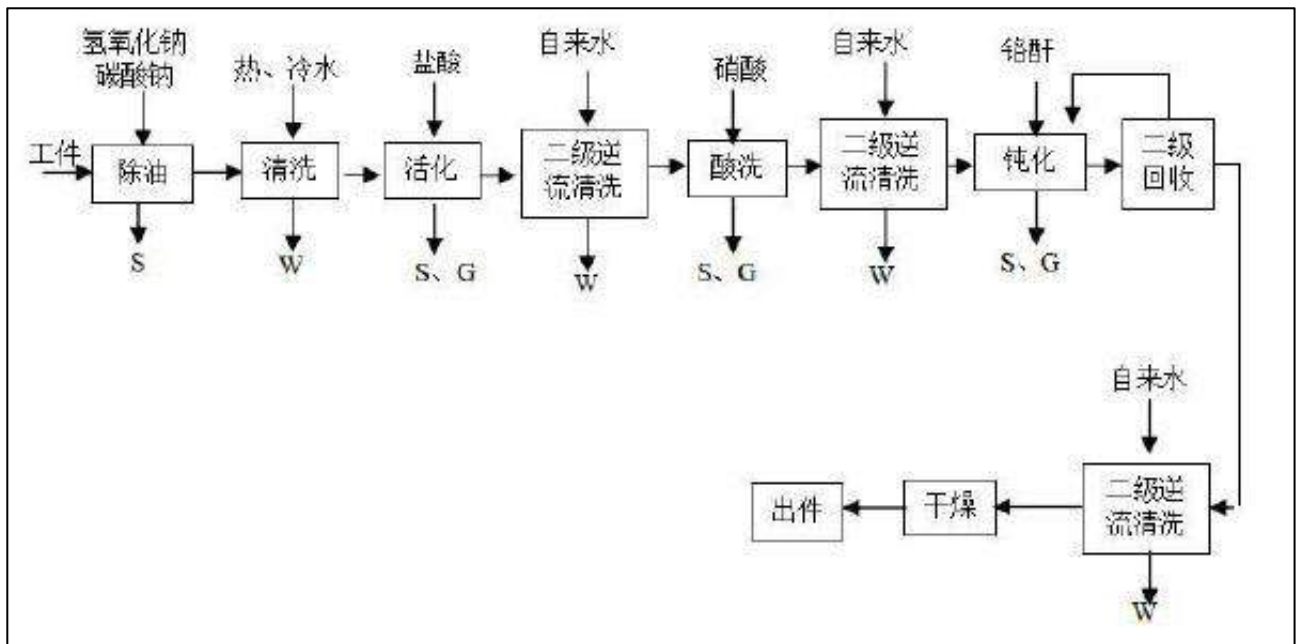 氢氧化钠
碳酸钠
热、冷水
盐酸
自来水
硝酸
自来水
铬酐
工件
除油
清洗
活化
二级逆
流清洗
酸洗
二级逆
流清洗
钝化
二级
回收
S
W
S、G
W
S、G
W
S、G
自来水
出件
干燥
二级逆
流清洗
W